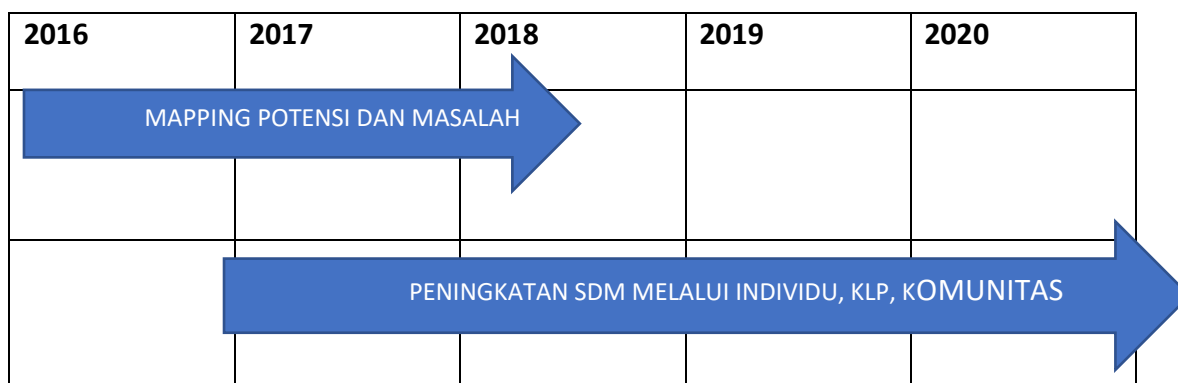 2016 2017 2018 2019 2020
MAPPING POTENSI DAN MASALAH
PENINGKATAN SDM MELALUI INDIVIDU, KLP, KOMUNITAS